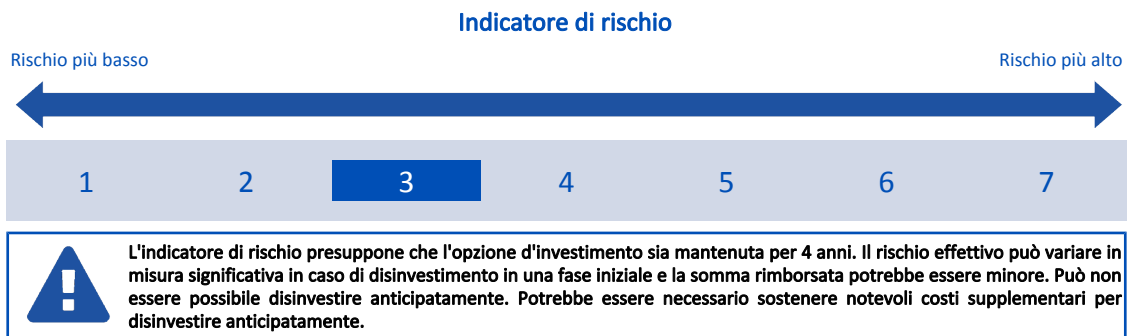 Indicatore di rischio
Rischio più basso
Rischio più alto
1 2 3 4 5 6 7
L'indicatore di rischio presuppone che l'opzione d'investimento sia mantenuta per 4 anni. Il rischio effettivo può variare in
misura significativa in caso di disinvestimento in una fase iniziale e la somma rimborsata potrebbe essere minore. Può non
essere possibile disinvestire anticipatamente. Potrebbe essere necessario sostenere notevoli costi supplementari per
disinvestire anticipatamente.